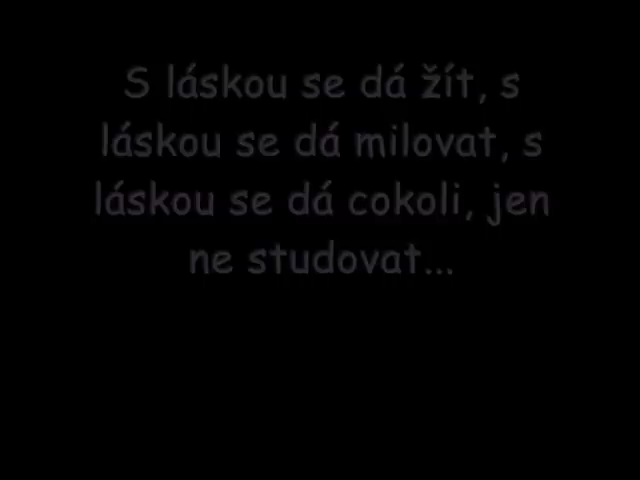 S láskou se dá žít, s
láskou se dá milovat, s
láskou se dá cokoli, jen
ne studovat...